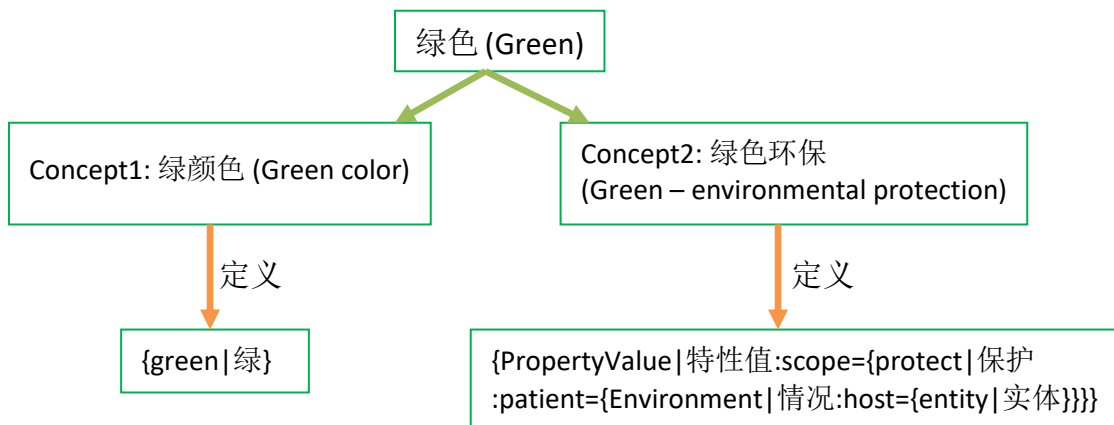 绿色 (Green)
Concept1: 绿颜色 (Green color)
Concept2: 绿色环保
(Green – environmental protection)
定义
定义
{green|绿}
{PropertyValue|特性值:scope={protect|保护
:patient={Environment|情况:host={entity|实体}}}}